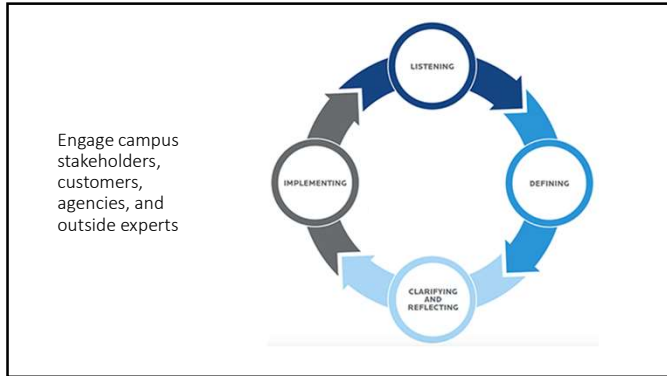 Engage campus
stakeholders,
customers,
agencies, and
outside experts
LISTENING
DEFINING
CLARIFYING
AND
REFLECTING
IMPLEMENTING